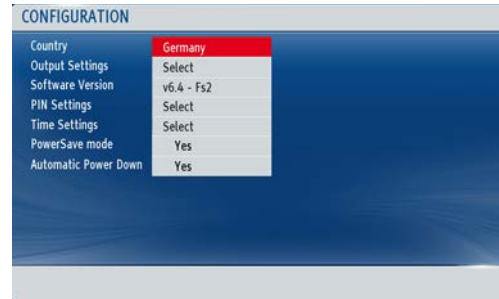 CONFIGURATION
Country Germany
Output Settings Select
Software Version v6.4 - Fs2
PIN Settings Select
Time Settings Select
PowerSave mode Yes
Automatic Power Down Yes